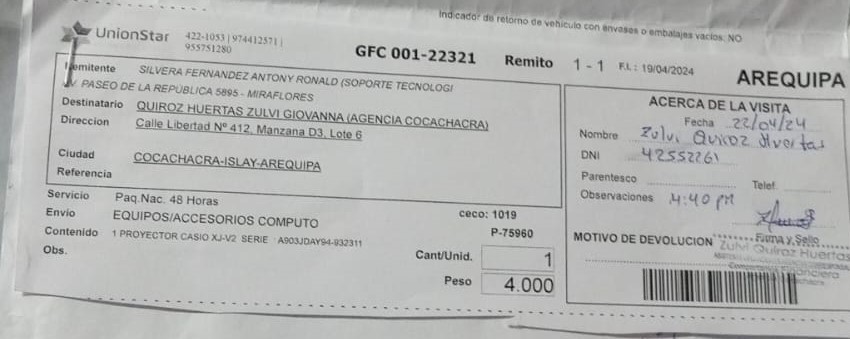 Indicador de retorno de vehículo con envases o embalajes vacíos: NO
UnionStar
422-1053 | 974412571 |
955751280
GFC 001-22321
Remito 1 - 1
F.I.: 19/04/2024
AREQUIPA
Remitente SILVERA FERNANDEZ ANTONY RONALD (SOPORTE TECNOLOGI
AV PASEO DE LA REPUBLICA 5895 - MIRAFLORES
Destinatario QUIROZ HUERTAS ZULVI GIOVANNA (AGENCIA COCACHACRA)
Direccion Calle Libertad Nº 412, Manzana D3, Lote 6
Ciudad COCACHACRA-ISLAY-AREQUIPA
Referencia
Servicio Paq.Nac. 48 Horas
Envio EQUIPOS/ACCESORIOS COMPUTO
Contenido 1 PROYECTOR CASIO XJ-V2 SERIE : A903JDAY94-932311
Obs.
ceco: 1019
P-75960
Cant/Unid. 1
Peso 4.000
ACERCA DE LA VISITA
Fecha 22/04/24
Nombre Zulvi Quiroz Huertas
DNI 42552261
Parentesco Telef.
Observaciones 4:40 PM
Firma y Sello
MOTIVO DE DEVOLUCION
Zulvi Quiroz Huertas
Financiera